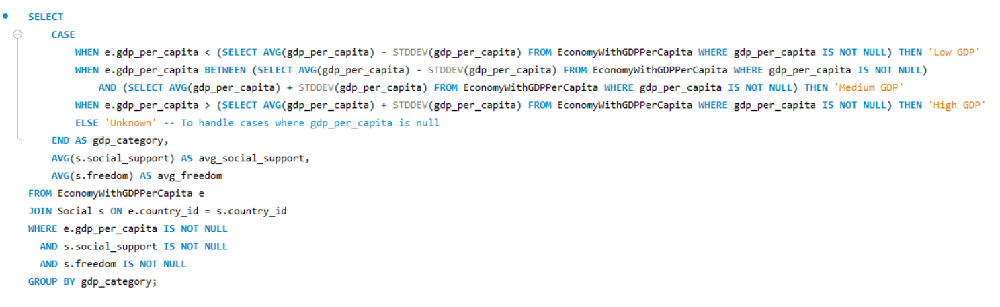 SELECT
CASE
WHEN e.gdp_per_capita < (SELECT AVG(gdp_per_capita) - STDDEV(gdp_per_capita) FROM EconomyWithGDPPerCapita WHERE gdp_per_capita IS NOT NULL) THEN 'Low GDP'
WHEN e.gdp_per_capita BETWEEN (SELECT AVG(gdp_per_capita) - STDDEV(gdp_per_capita) FROM EconomyWithGDPPerCapita WHERE gdp_per_capita IS NOT NULL)
AND (SELECT AVG(gdp_per_capita) + STDDEV(gdp_per_capita) FROM EconomyWithGDPPerCapita WHERE gdp_per_capita IS NOT NULL) THEN 'Medium GDP'
WHEN e.gdp_per_capita > (SELECT AVG(gdp_per_capita) + STDDEV(gdp_per_capita) FROM EconomyWithGDPPerCapita WHERE gdp_per_capita IS NOT NULL) THEN 'High GDP'
ELSE 'Unknown' -- To handle cases where gdp_per_capita is null
END AS gdp_category,
AVG(s.social_support) AS avg_social_support,
AVG(s.freedom) AS avg_freedom
FROM EconomyWithGDPPerCapita e
JOIN Social s ON e.country_id = s.country_id
WHERE e.gdp_per_capita IS NOT NULL
AND s.social_support IS NOT NULL
AND s.freedom IS NOT NULL
GROUP BY gdp_category;